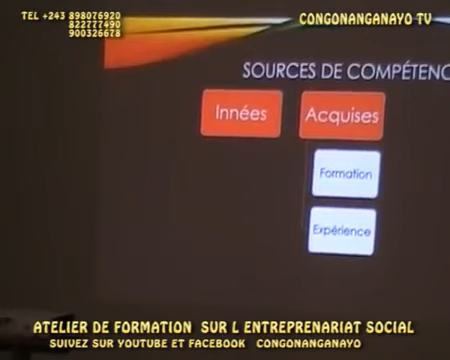 TEL +243 898076920
822777490
900326678
CONGONANGANAYO TV
SOURCES DE COMPÉTENC
Innées
Acquises
Formation
Expérience
ATELIER DE FORMATION SUR L ENTREPRENARIAT SOCIAL
SUIVEZ SUR YOUTUBE ET FACEBOOK CONGONANGANAYO